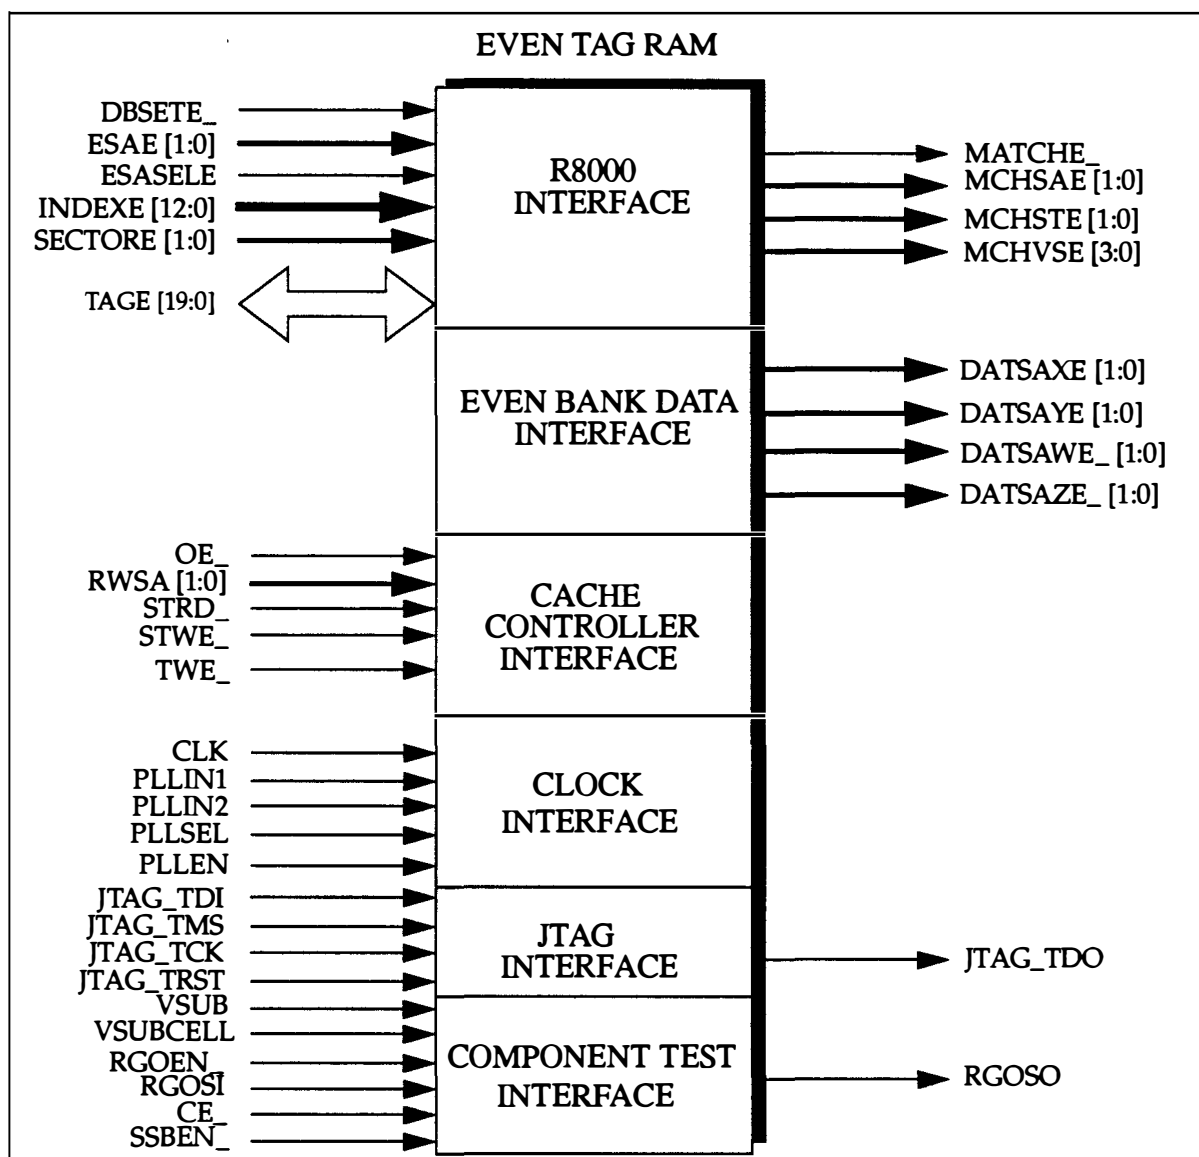 EVEN TAG RAM
DBSETE_
ESAE [1:0]
ESASELE
INDEXE [12:0]
SECTORE [1:0]
TAGE [19:0]
R8000
INTERFACE
MATCHE_
MCHSAE [1:0]
MCHSTE [1:0]
MCHVSE [3:0]
EVEN BANK DATA
INTERFACE
DATSAXE [1:0]
DATSAYE [1:0]
DATSAWE_ [1:0]
DATSAZE_ [1:0]
OE_
RWSA [1:0]
STRD_
STWE_
TWE_
CACHE
CONTROLLER
INTERFACE
CLK
PLLIN1
PLLIN2
PLLSEL
PLLEN
CLOCK
INTERFACE
JTAG_TDI
JTAG_TMS
JTAG_TCK
JTAG_TRST
JTAG
INTERFACE
JTAG_TDO
VSUB
VSUBCELL
RGOEN_
RGOSI
CE_
SSBEN_
COMPONENT TEST
INTERFACE
RGOSO